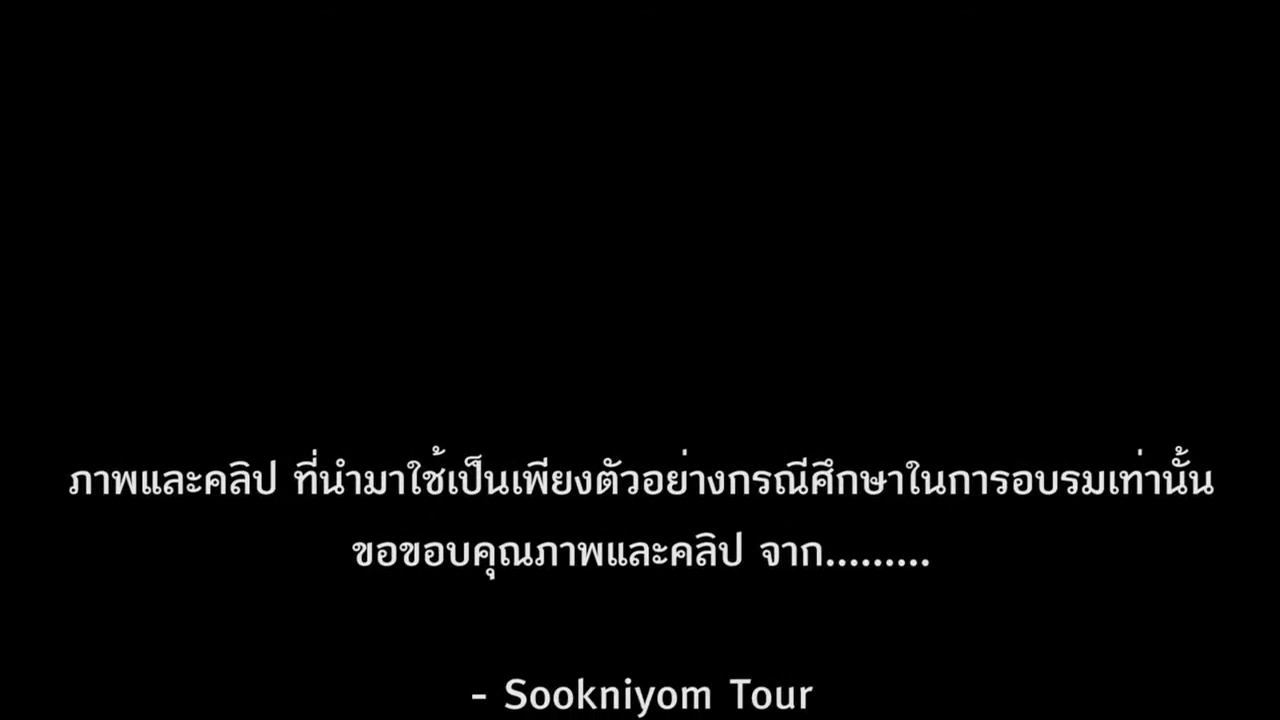 ภาพและคลิป ที่นำมาใช้เป็นเพียงตัวอย่างกรณีศึกษาในการอบรมเท่านั้น
ขอขอบคุณภาพและคลิป จาก.........
- Sookniyom Tour